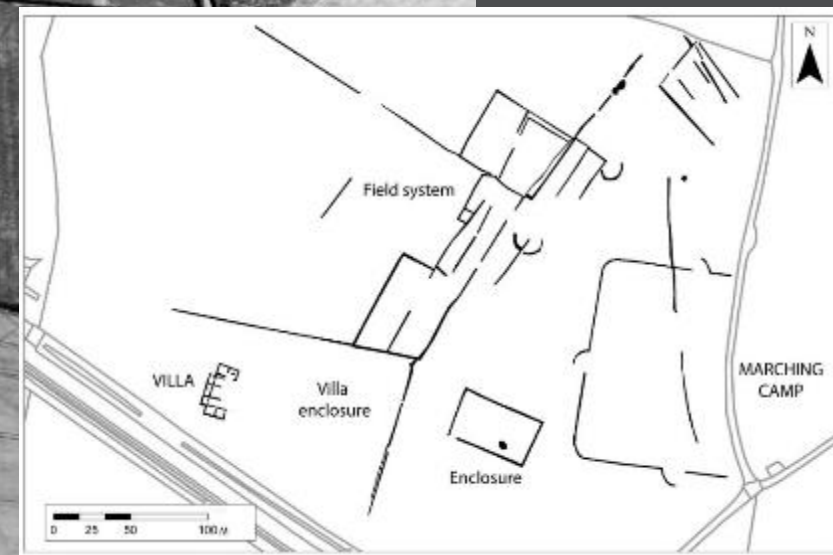 N
Field system
VILLA
Villa
enclosure
MARCHING
CAMP
Enclosure
0 25 50 100 M